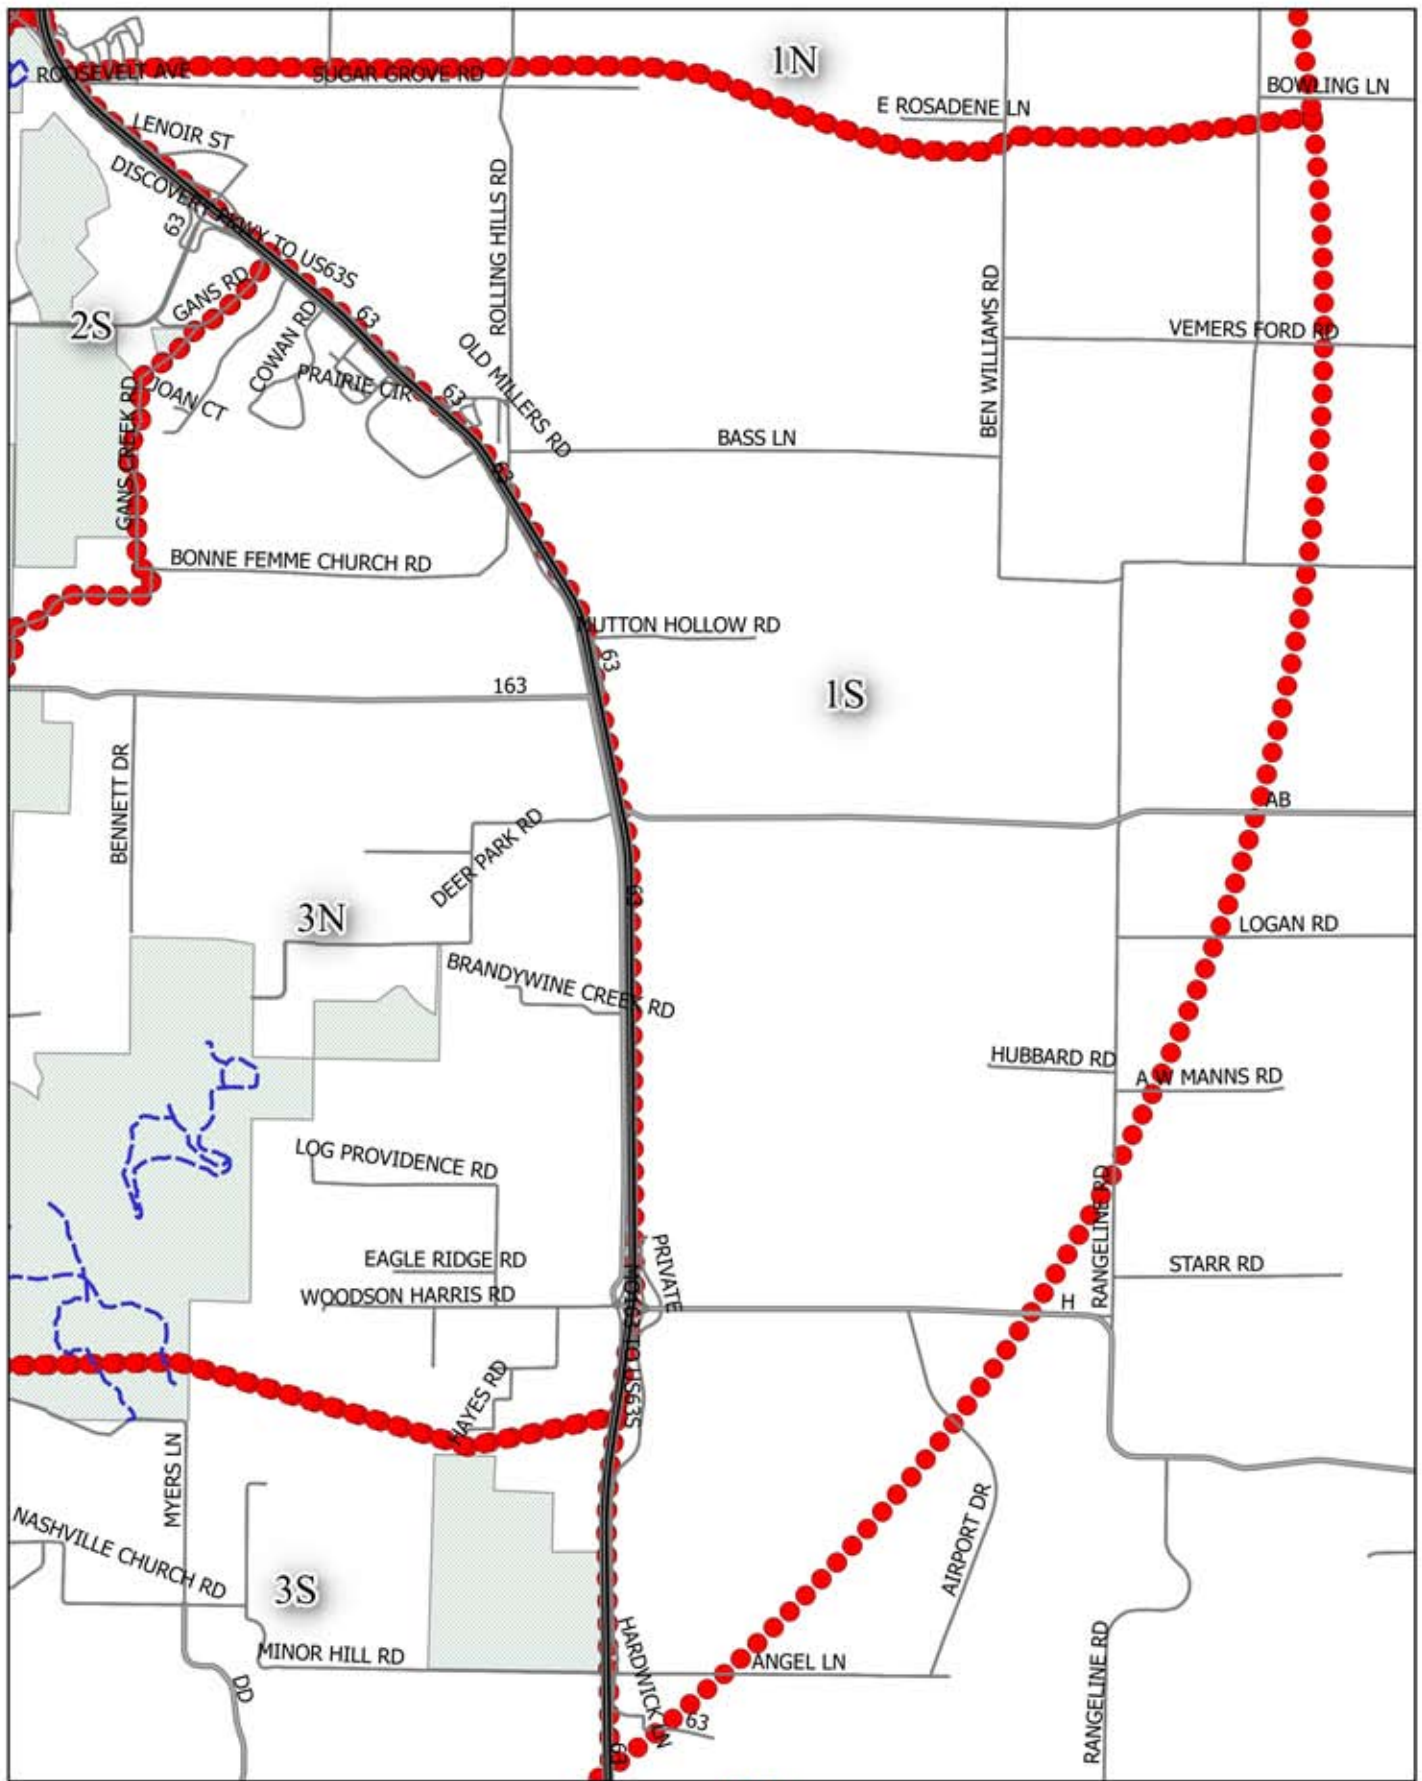 1N
ROOSEVELT AVE
SUGAR GROVE RD
BOWLING LN
E ROSADENE LN
LENOIR ST
DISCOVERY PKWY TO US63S
63
ROLLING HILLS RD
GANS RD
2S
COWAN RD
63
BEN WILLIAMS RD
VEMERS FORD RD
OLD MILLERS RD
PRAIRIE CIR
JOAN CT
63
GANS CREEK RD
BASS LN
63
BONNE FEMME CHURCH RD
MUTTON HOLLOW RD
63
163
1S
BENNETT DR
AB
DEER PARK RD
63
3N
LOGAN RD
BRANDYWINE CREEK RD
HUBBARD RD
A W MANNS RD
LOG PROVIDENCE RD
RANGELINE RD
PRIVATE
EAGLE RIDGE RD
STARR RD
WOODSON HARRIS RD
H
TO US63S
HAYES RD
MYERS LN
AIRPORT DR
NASHVILLE CHURCH RD
3S
HARDWICK LN
MINOR HILL RD
ANGEL LN
RANGELINE RD
DD
63
63